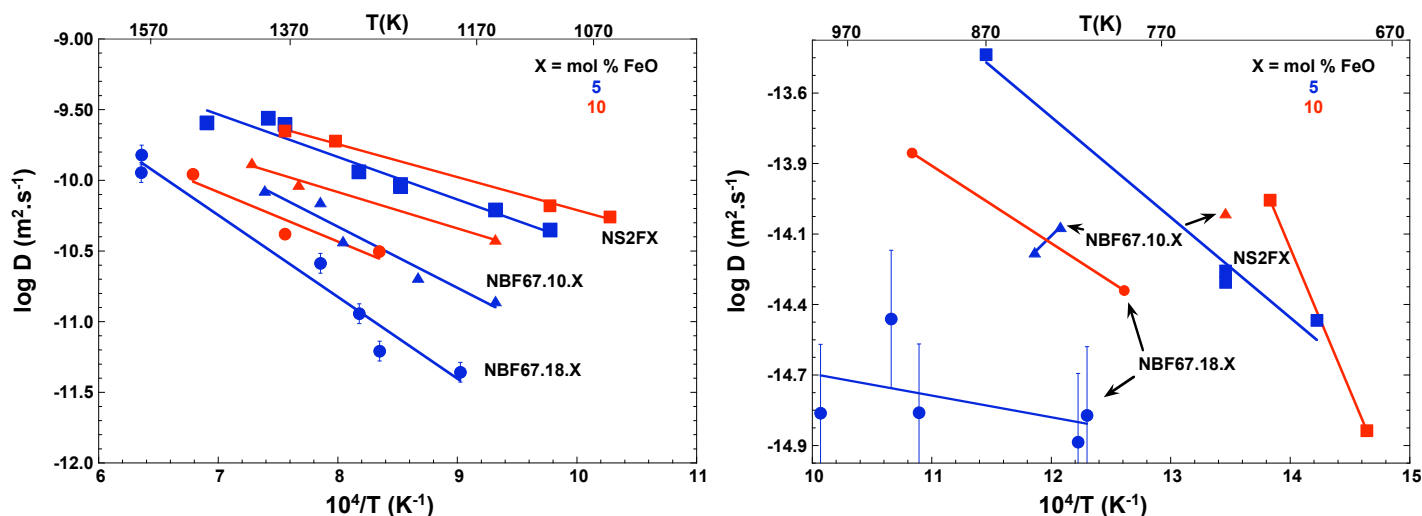 T(K)
1570 1370 1170 1070
-9.00
-9.50
-10.0
-10.5
-11.0
-11.5
-12.0
log D (m².s⁻¹)
X = mol % FeO
5
10
NS2FX
NBF67.10.X
NBF67.18.X
6 7 8 9 10 11
10⁴/T (K⁻¹)
T(K)
970 870 770 670
-13.6
-13.9
-14.1
-14.4
-14.7
-14.9
log D (m².s⁻¹)
X = mol % FeO
5
10
NBF67.10.X
NS2FX
NBF67.18.X
10 11 12 13 14 15
10⁴/T (K⁻¹)